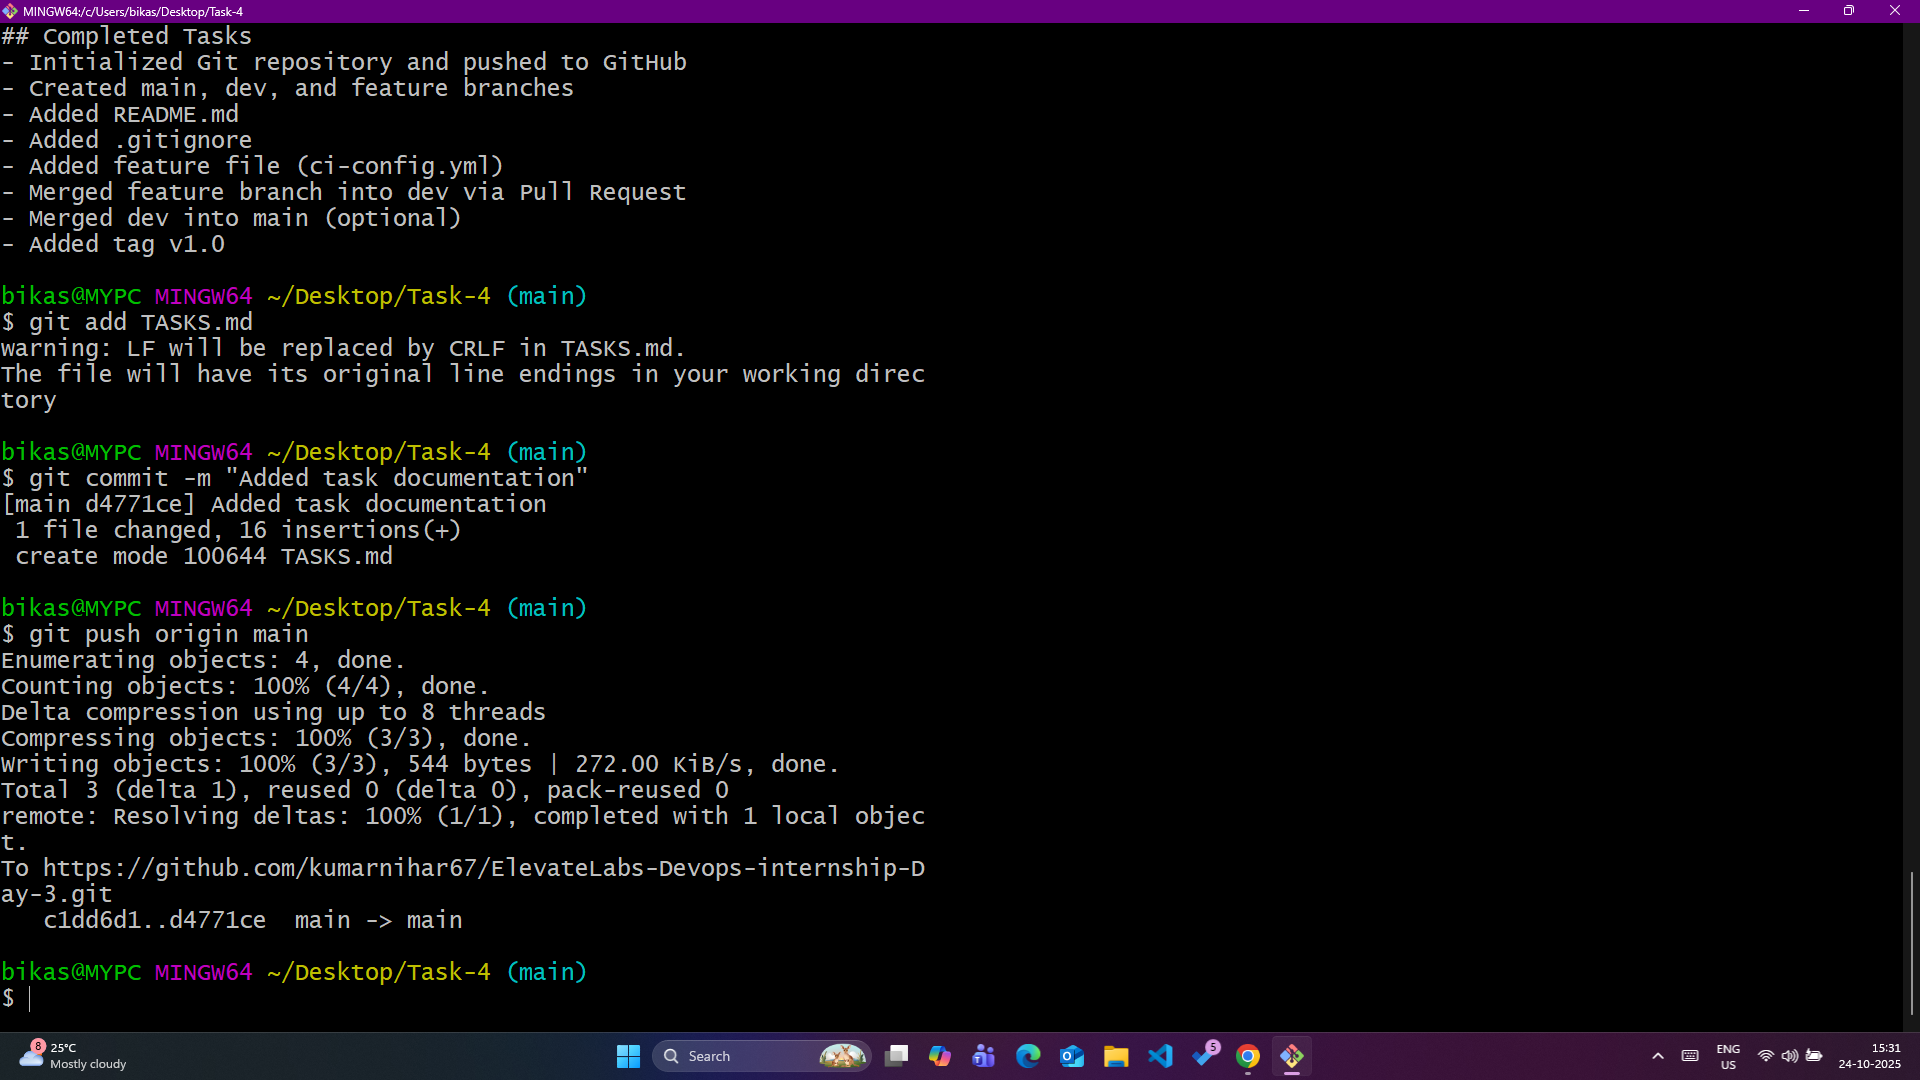 MINGW64:/c/Users/bikas/Desktop/Task-4
## Completed Tasks
- Initialized Git repository and pushed to GitHub
- Created main, dev, and feature branches
- Added README.md
- Added .gitignore
- Added feature file (ci-config.yml)
- Merged feature branch into dev via Pull Request
- Merged dev into main (optional)
- Added tag v1.0
bikas@MYPC MINGW64 ~/Desktop/Task-4 (main)
$ git add TASKS.md
warning: LF will be replaced by CRLF in TASKS.md.
The file will have its original line endings in your working direc
tory
bikas@MYPC MINGW64 ~/Desktop/Task-4 (main)
$ git commit -m "Added task documentation"
[main d4771ce] Added task documentation
 1 file changed, 16 insertions(+)
 create mode 100644 TASKS.md
bikas@MYPC MINGW64 ~/Desktop/Task-4 (main)
$ git push origin main
Enumerating objects: 4, done.
Counting objects: 100% (4/4), done.
Delta compression using up to 8 threads
Compressing objects: 100% (3/3), done.
Writing objects: 100% (3/3), 544 bytes | 272.00 KiB/s, done.
Total 3 (delta 1), reused 0 (delta 0), pack-reused 0
remote: Resolving deltas: 100% (1/1), completed with 1 local objec
t.
To https://github.com/kumarnihar67/ElevateLabs-Devops-internship-D
ay-3.git
   c1dd6d1..d4771ce  main -> main
bikas@MYPC MINGW64 ~/Desktop/Task-4 (main)
$
8
25°C
Mostly cloudy
Search
5
ENG
US
15:31
24-10-2025